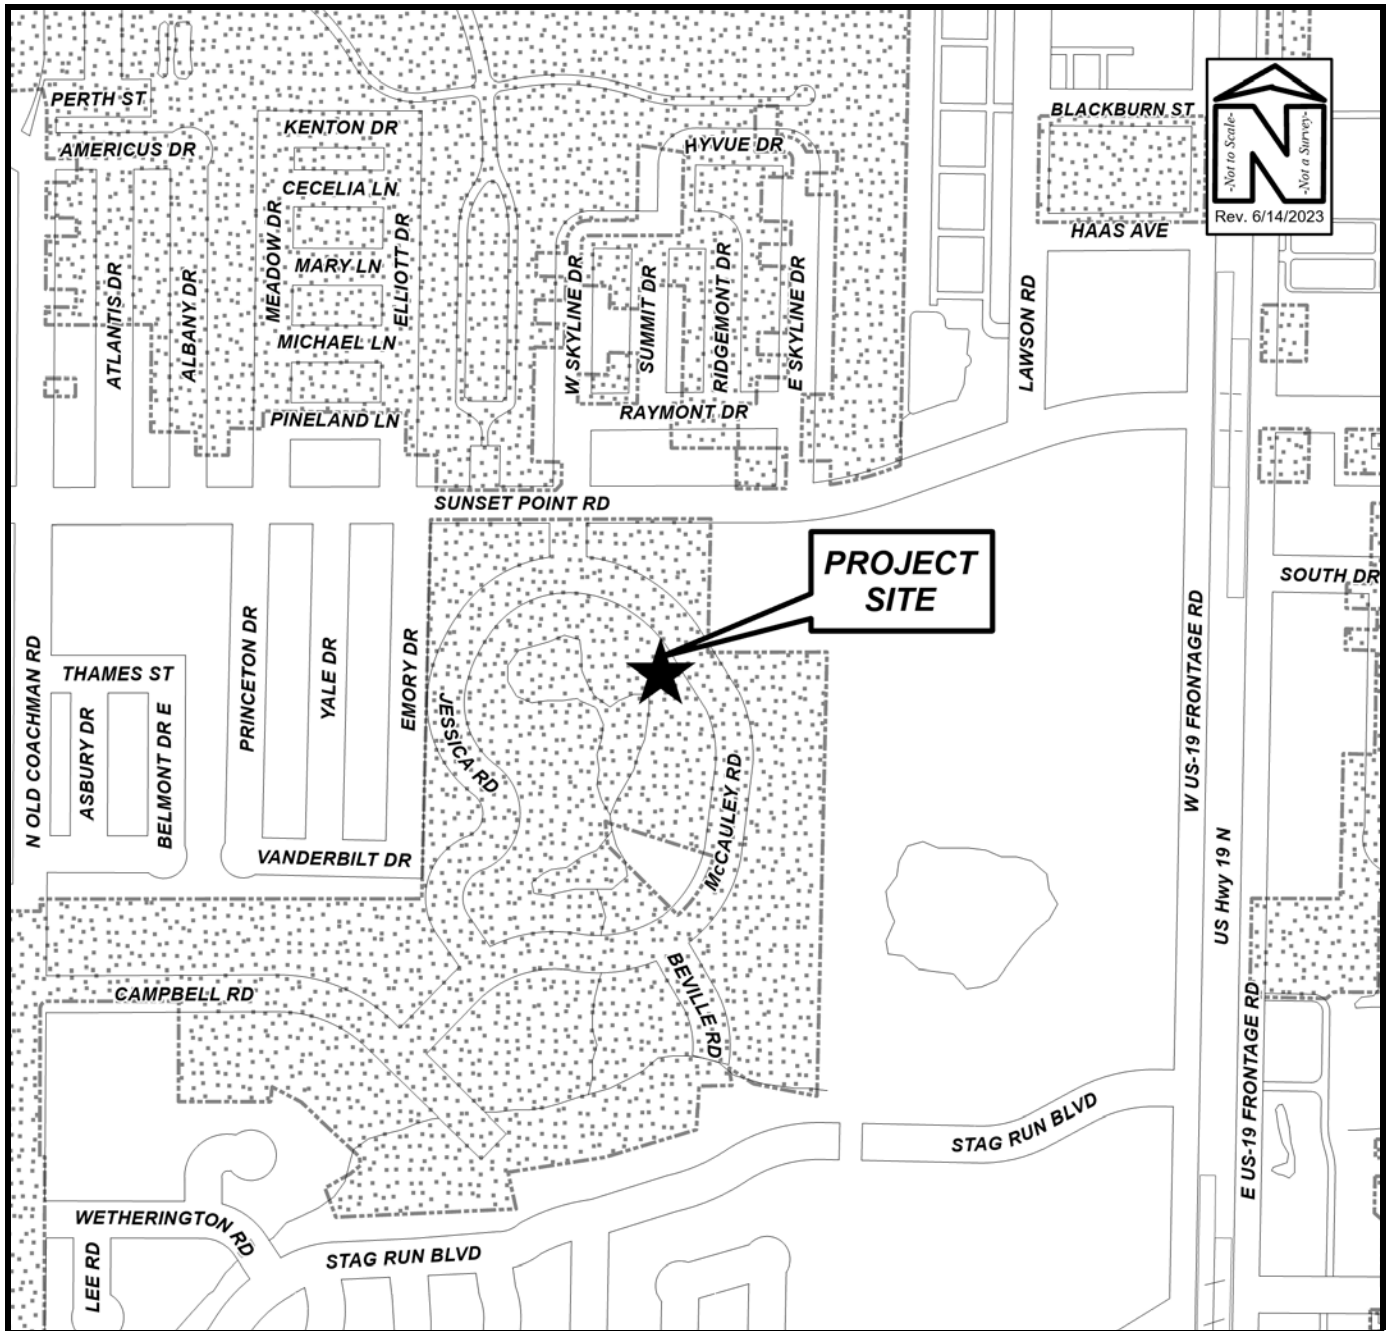 PERTH ST
BLACKBURN ST
KENTON DR
AMERICUS DR
HYVUE DR
-Not to Scale-
N
-Not a Survey-
Rev. 6/14/2023
CECELIA LN
HAAS AVE
MEADOW DR
ELLIOTT DR
MARY LN
ATLANTIS DR
ALBANY DR
W SKYLINE DR
SUMMIT DR
RIDGEMONT DR
E SKYLINE DR
LAWSON RD
MICHAEL LN
PINELAND LN
RAYMONT DR
SUNSET POINT RD
PROJECT
SITE
SOUTH DR
N OLD COACHMAN RD
THAMES ST
ASBURY DR
BELMONT DR E
PRINCETON DR
YALE DR
EMORY DR
JESSICA RD
McCAULEY RD
W US-19 FRONTAGE RD
US Hwy 19 N
VANDERBILT DR
CAMPBELL RD
BEVILLE RD
E US-19 FRONTAGE RD
STAG RUN BLVD
WETHERINGTON RD
LEE RD
STAG RUN BLVD